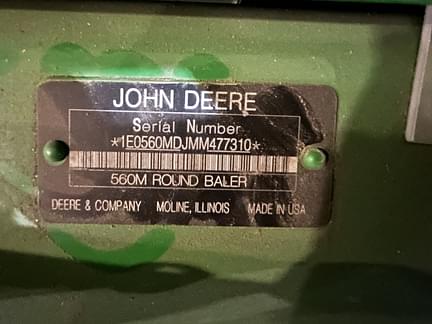 JOHN DEERE
Serial Number
*1E0560MDJMM477310*
560M ROUND BALER
DEERE & COMPANY MOLINE, ILLINOIS MADE IN USA